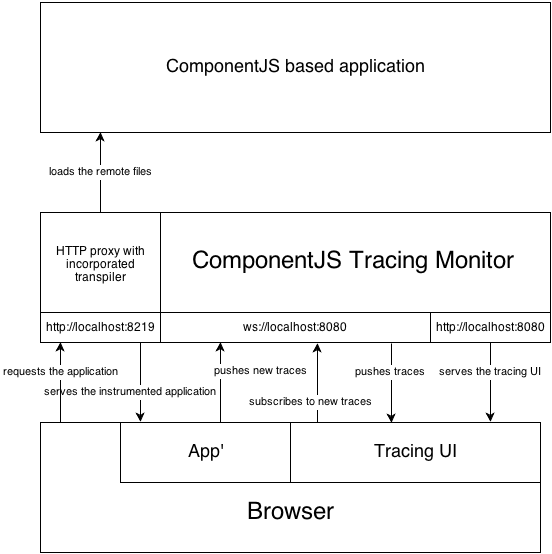 ComponentJS based application
loads the remote files
HTTP proxy with
incorporated
transpiler
ComponentJS Tracing Monitor
http://localhost:8219
ws://localhost:8080
http://localhost:8080
requests the application
pushes new traces
pushes traces
serves the tracing UI
serves the instrumented application
subscribes to new traces
App'
Tracing UI
Browser